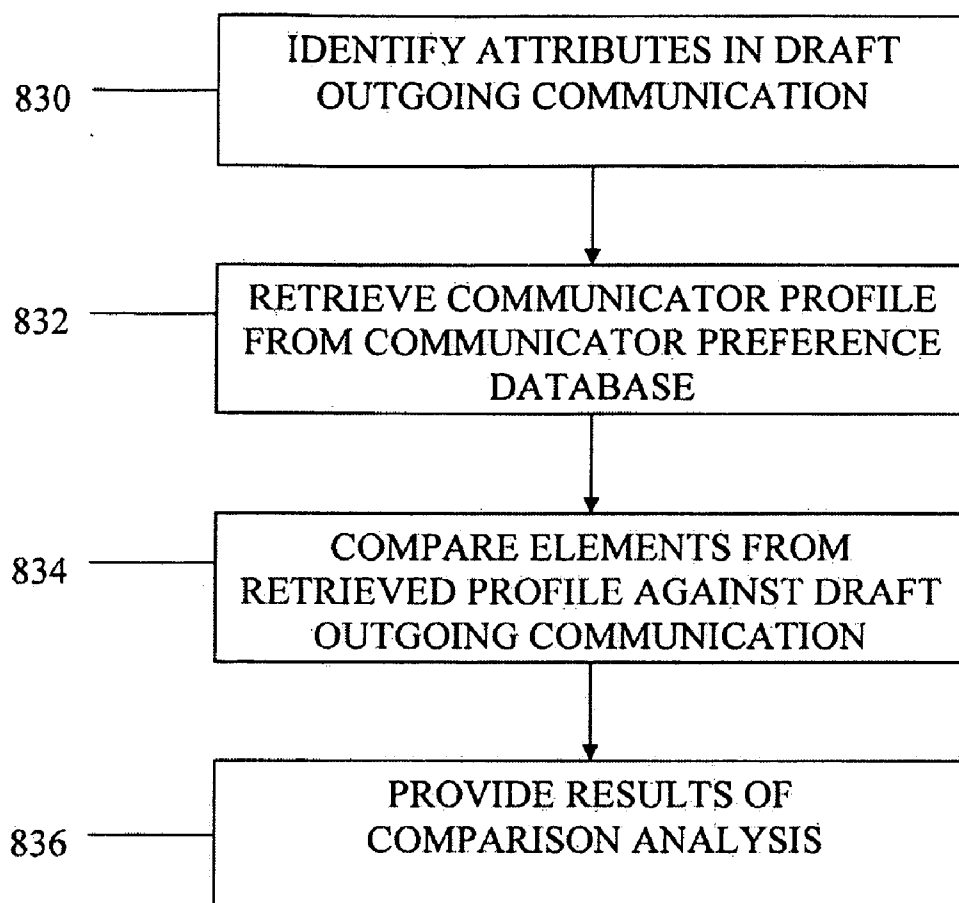 830
IDENTIFY ATTRIBUTES IN DRAFT
OUTGOING COMMUNICATION
832
RETRIEVE COMMUNICATOR PROFILE
FROM COMMUNICATOR PREFERENCE
DATABASE
834
COMPARE ELEMENTS FROM
RETRIEVED PROFILE AGAINST DRAFT
OUTGOING COMMUNICATION
836
PROVIDE RESULTS OF
COMPARISON ANALYSIS